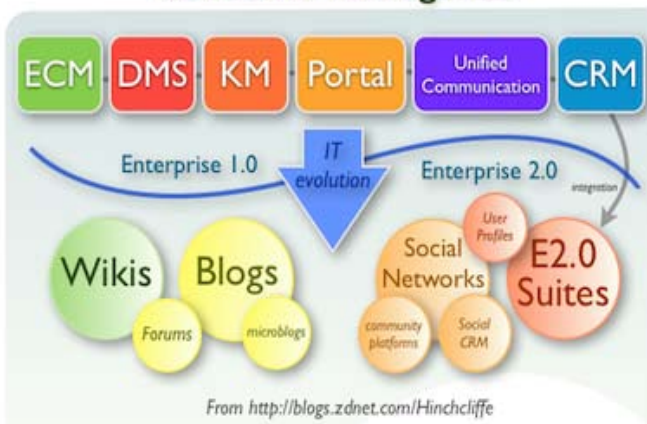 ECM
DMS
KM
Portal
Unified
Communication
CRM
Enterprise 1.0
IT
evolution
Enterprise 2.0
integration
Wikis
Blogs
Forums
microblogs
Social
Networks
User
Profiles
E2.0
Suites
community
platforms
Social
CRM
From http://blogs.zdnet.com/Hinchcliffe